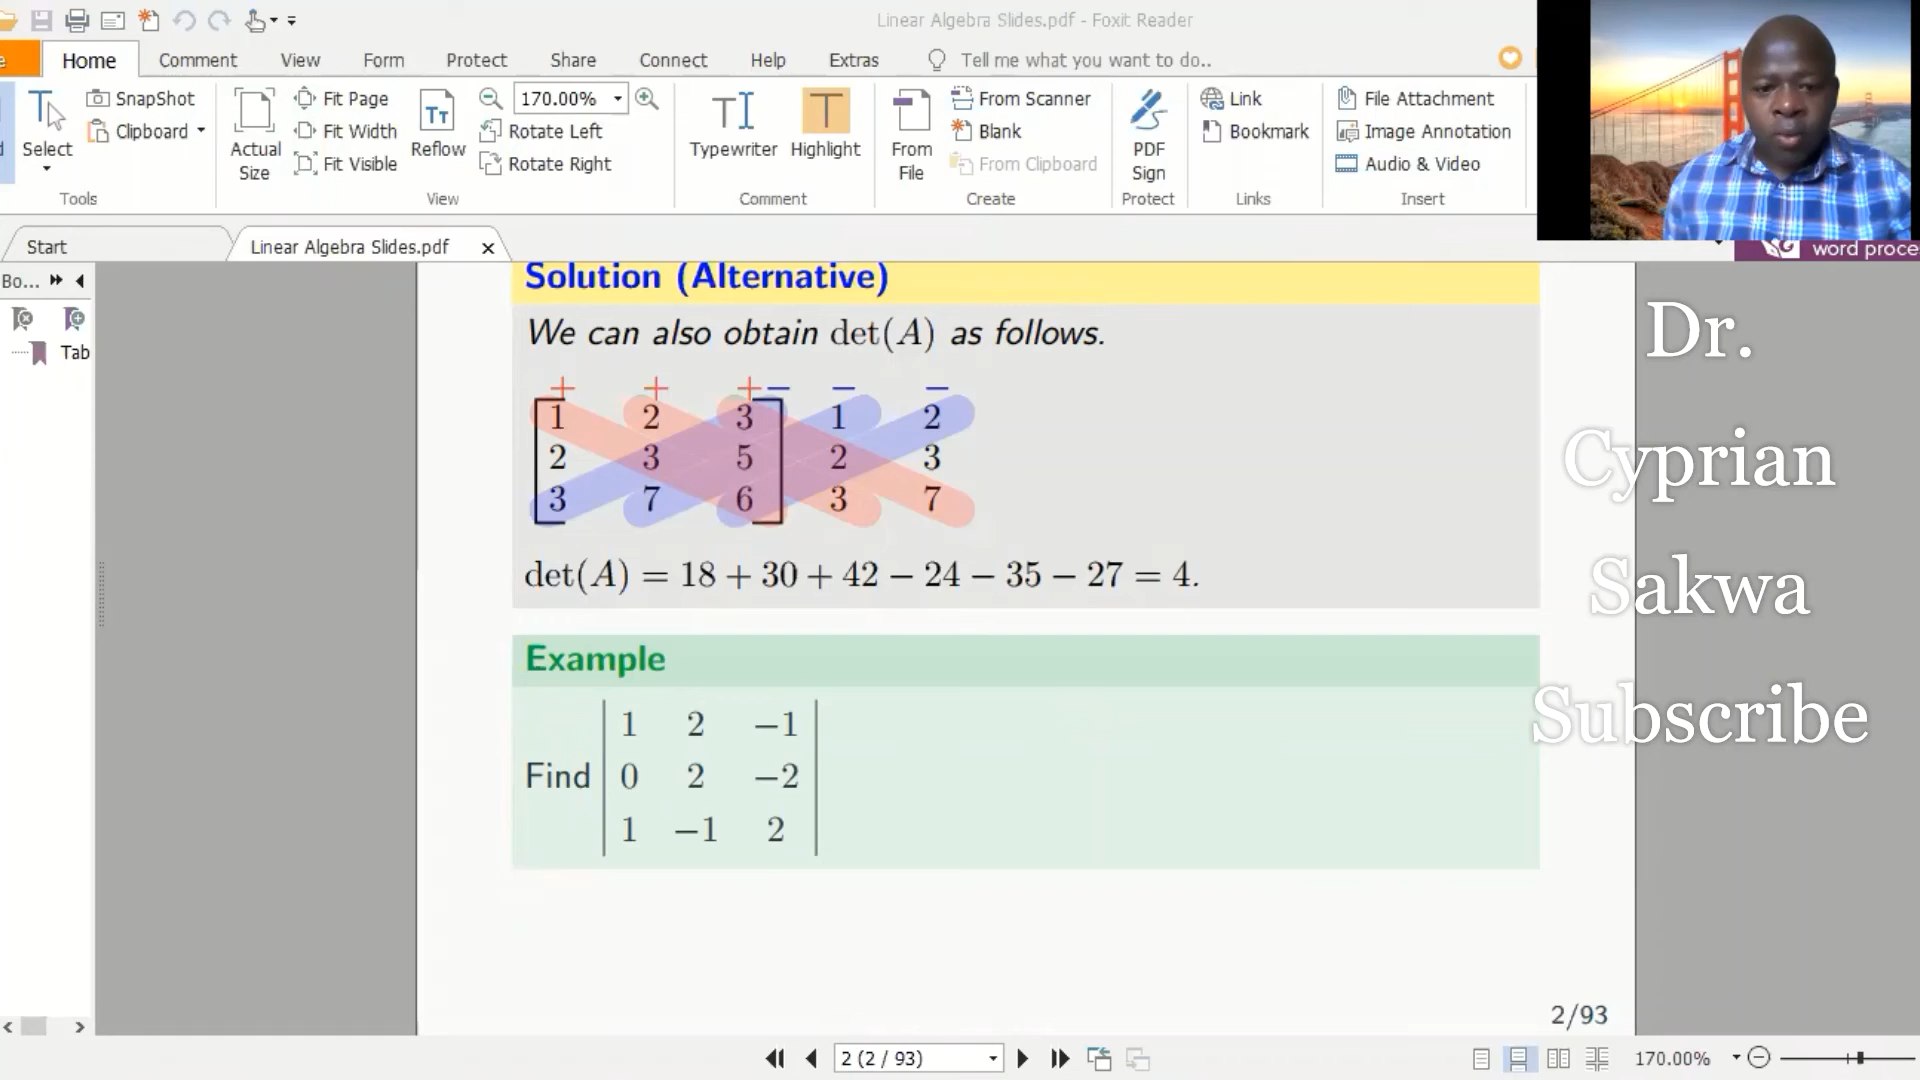 Linear Algebra Slides.pdf - Foxit Reader
Home Comment View Form Protect Share Connect Help Extras Tell me what you want to do..
SnapShot
Clipboard
Select
Tools
Actual
Size
Fit Page
Fit Width
Fit Visible
Reflow
170.00%
Rotate Left
Rotate Right
View
Typewriter
Highlight
Comment
From
File
From Scanner
Blank
From Clipboard
Create
PDF
Sign
Protect
Link
Bookmark
Links
File Attachment
Image Annotation
Audio & Video
Insert
Start
Linear Algebra Slides.pdf
word proce
Bo...
Tab
Solution (Alternative)
We can also obtain det(A) as follows.
+ + + − − −
1 2 3 1 2
2 3 5 2 3
3 7 6 3 7
det(A) = 18 + 30 + 42 − 24 − 35 − 27 = 4.
Example
Find
1 2 −1
0 2 −2
1 −1 2
2/93
Dr.
Cyprian
Sakwa
Subscribe
2 (2 / 93)
170.00%